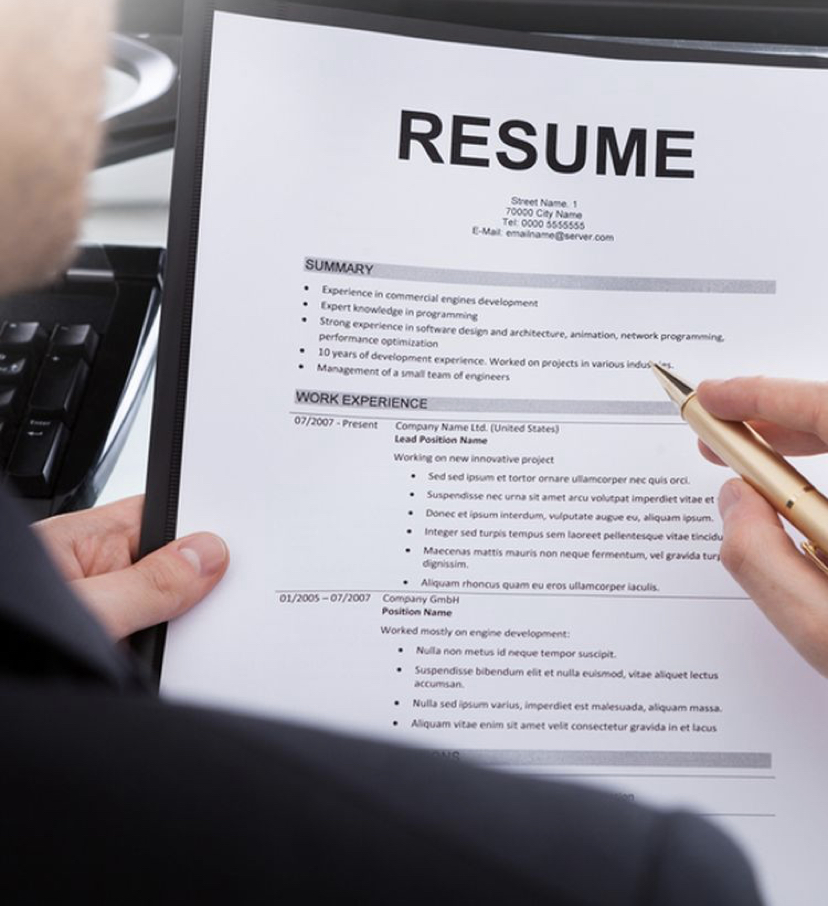 RESUME
Street Name. 1
70000 City Name
Tel: 0000 5555555
E-Mail: emailname@server.com
SUMMARY
• Experience in commercial engines development
• Expert knowledge in programming
• Strong experience in software design and architecture, animation, network programming,
performance optimization
• 10 years of development experience. Worked on projects in various
• Management of a small team of engineers
WORK EXPERIENCE
07/2007 - Present Company Name Ltd. (United States)
Lead Position Name
Working on new innovative project
• Sed sed ipsum et tortor ornare ullamcorper nec quis orci.
• Suspendisse nec urna sit amet arcu volutpat imperdiet vitae et
• Donec et ipsum interdum, vulputate augue eu, aliquam ipsum.
• Integer sed turpis tempus sem laoreet pellentesque vitae
• Maecenas mattis mauris non neque fermentum, vel gravida
dignissim.
• Aliquam rhoncus quam eu eros ullamcorper iaculis.
01/2005 – 07/2007 Company GmbH
Position Name
Worked mostly on engine development:
• Nulla non metus id neque tempor suscipit.
• Suspendisse bibendum elit et nulla euismod, vitae aliquet lectus
accumsan.
• Nulla sed ipsum varius, imperdiet est malesuada, aliquam massa.
• Aliquam vitae enim sit amet velit consectetur gravida in et lacus